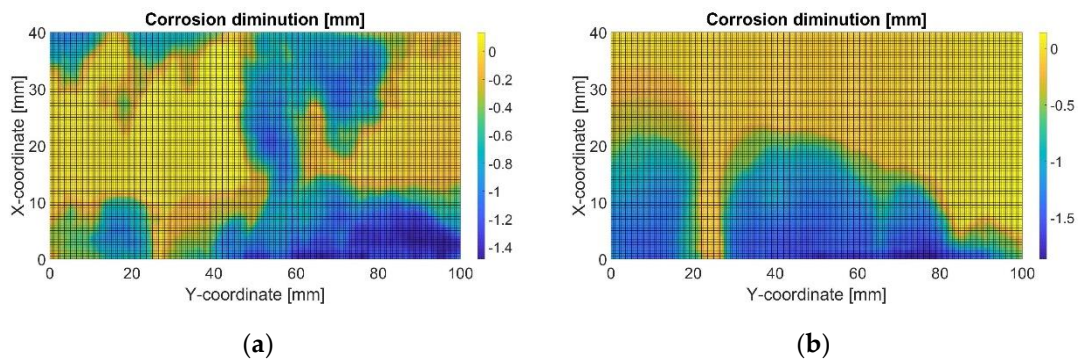 Corrosion diminution [mm]
40
30
20
10
0
X-coordinate [mm]
0 20 40 60 80 100
Y-coordinate [mm]
0
-0.2
-0.4
-0.6
-0.8
-1
-1.2
-1.4
(a)
Corrosion diminution [mm]
40
30
20
10
0
X-coordinate [mm]
0 20 40 60 80 100
Y-coordinate [mm]
0
-0.5
-1
-1.5
(b)